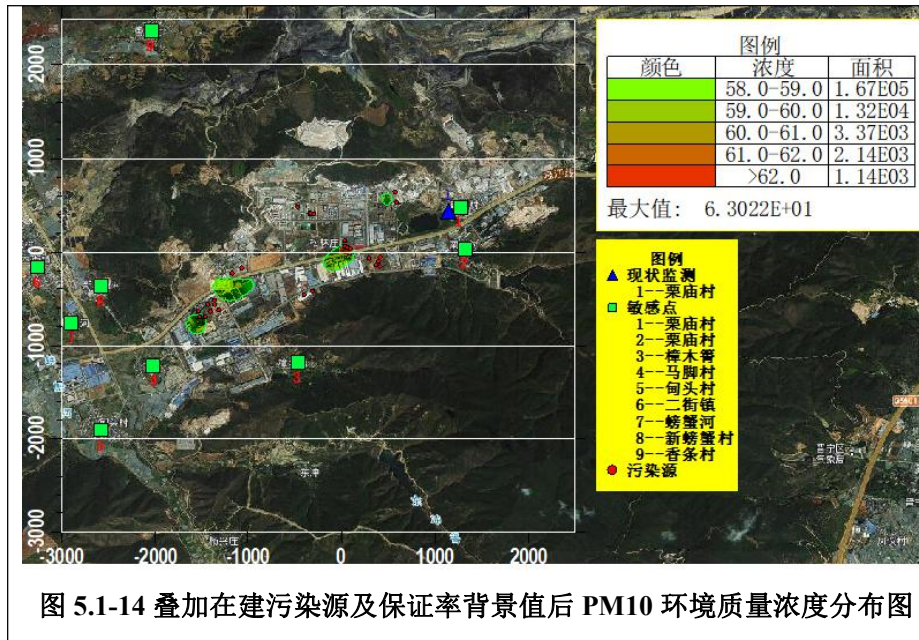 图例
颜色 浓度 面积
58.0-59.0 1.67E05
59.0-60.0 1.32E04
60.0-61.0 3.37E03
61.0-62.0 2.14E03
>62.0 1.14E03
最大值: 6.3022E+01
图例
现状监测
1--栗庙村
敏感点
1--栗庙村
2--栗庙村
3--樟木箐
4--马脚村
5--甸头村
6--二街镇
7--螃蟹河
8--新螃蟹村
9--香条村
污染源
2000
1000
-1000
-2000
-3000
-3000 -2000 -1000 0 1000 2000
图 5.1-14 叠加在建污染源及保证率背景值后 PM10 环境质量浓度分布图